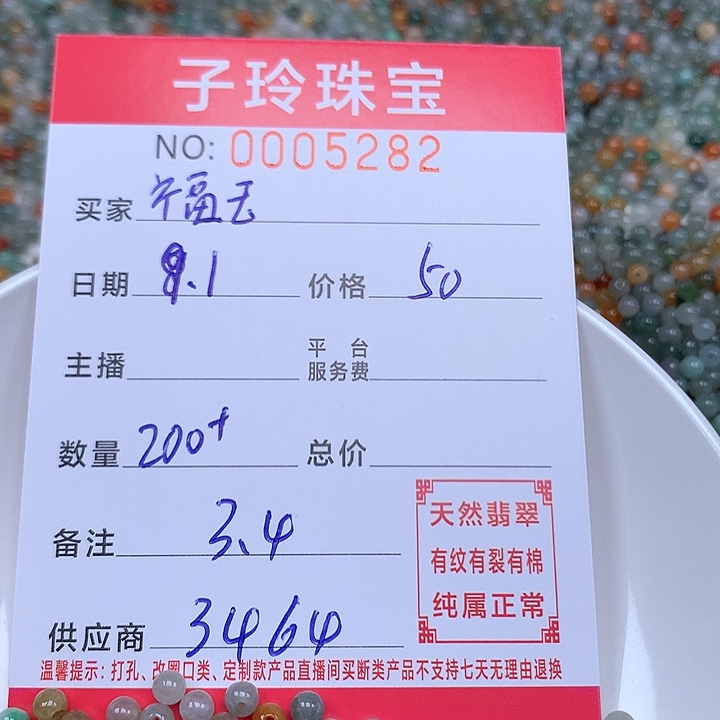 子玲珠宝
NO: 0005282
买家 福玉
日期 9.1 价格 50
主播 平台服务费
数量 200+ 总价
备注 3.4
天然翡翠
有纹有裂有棉
纯属正常
供应商 3464
温馨提示：打孔、改圈口类、定制款产品直播间买断类产品不支持七天无理由退换